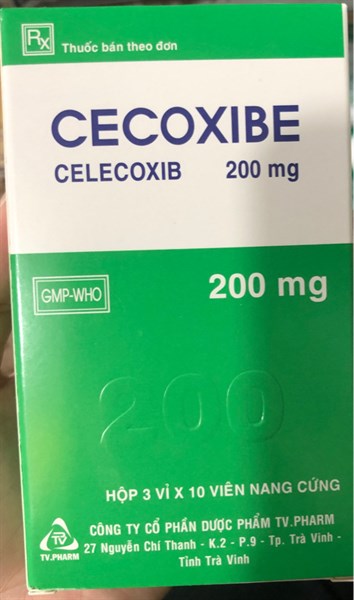 Rx Thuốc bán theo đơn
CECOXIBE
CELECOXIB 200 mg
GMP-WHO
200 mg
200
HỘP 3 VỈ X 10 VIÊN NANG CỨNG
CÔNG TY CỔ PHẦN DƯỢC PHẨM TV.PHARM
27 Nguyễn Chí Thanh - K.2 - P.9 - Tp. Trà Vinh -
Tỉnh Trà Vinh
TV
TV.PHARM